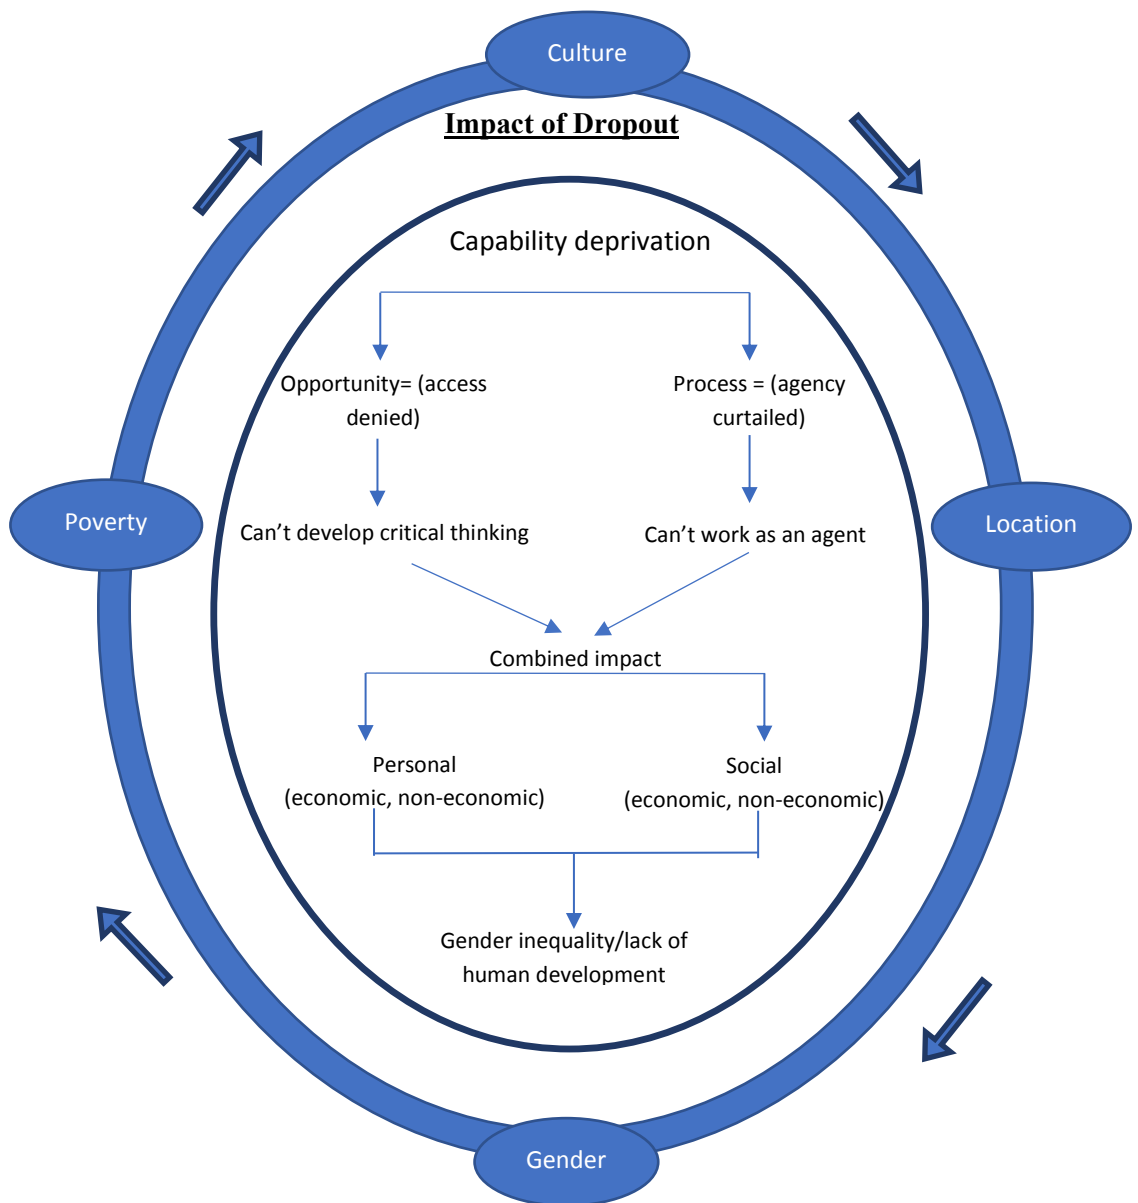 Culture
Impact of Dropout
Capability deprivation
Opportunity= (access
denied)
Process = (agency
curtailed)
Poverty
Location
Can’t develop critical thinking
Can’t work as an agent
Combined impact
Personal
(economic, non-economic)
Social
(economic, non-economic)
Gender inequality/lack of
human development
Gender